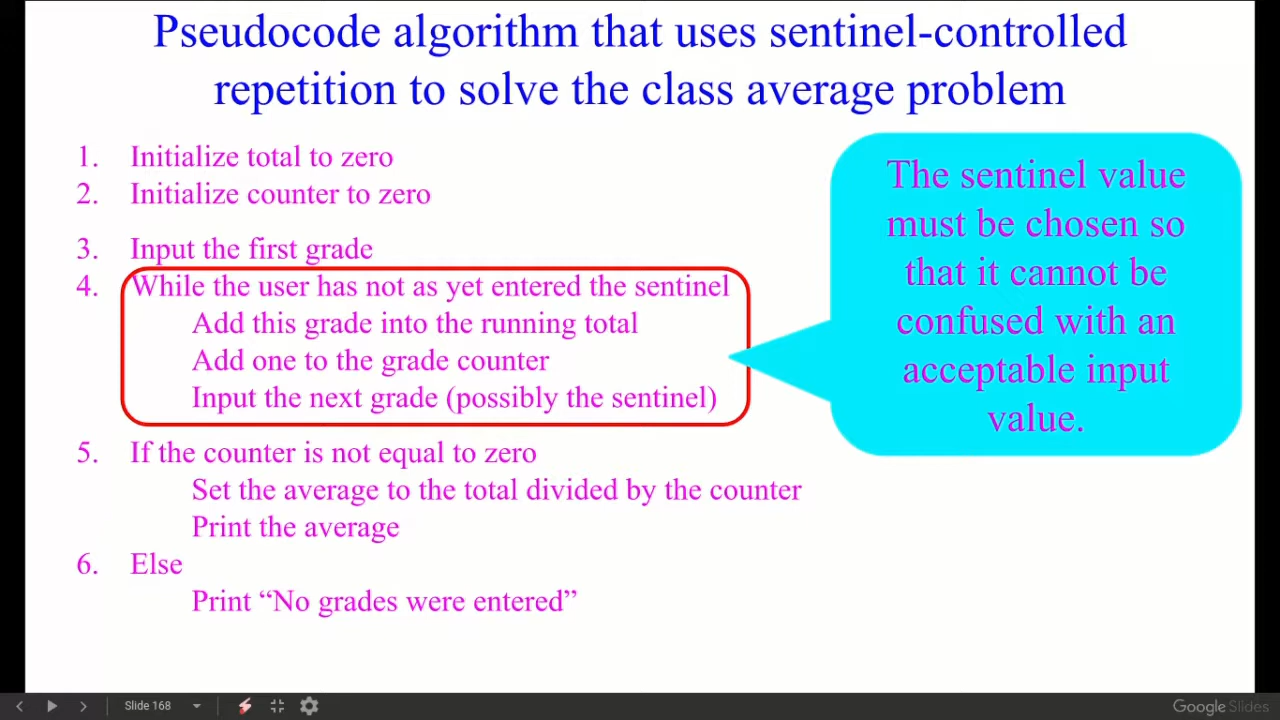 Pseudocode algorithm that uses sentinel-controlled
repetition to solve the class average problem
1. Initialize total to zero
2. Initialize counter to zero
3. Input the first grade
4. While the user has not as yet entered the sentinel
Add this grade into the running total
Add one to the grade counter
Input the next grade (possibly the sentinel)
5. If the counter is not equal to zero
Set the average to the total divided by the counter
Print the average
6. Else
Print “No grades were entered”
The sentinel value
must be chosen so
that it cannot be
confused with an
acceptable input
value.
Slide 168
Google Slides